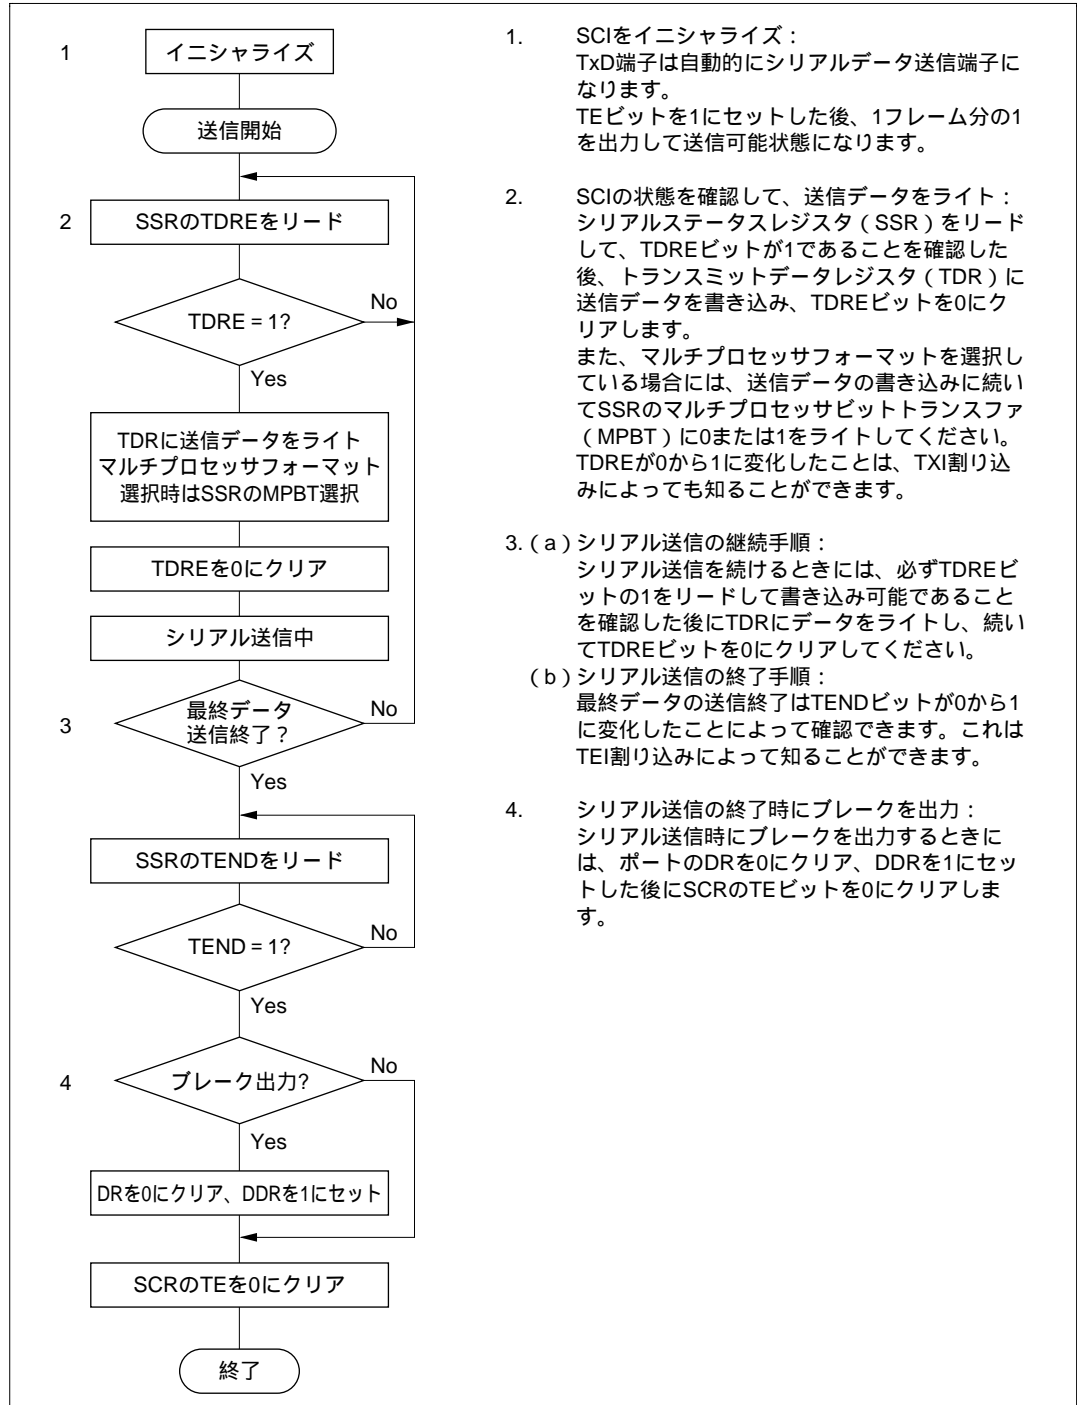 1
イニシャライズ
送信開始
2
SSRのTDREをリード
TDRE = 1?
No
Yes
TDRに送信データをライト
マルチプロセッサフォーマット
選択時はSSRのMPBT選択
TDREを0にクリア
シリアル送信中
3
最終データ
送信終了？
No
Yes
SSRのTENDをリード
TEND = 1?
No
Yes
4
ブレーク出力?
No
Yes
DRを0にクリア、DDRを1にセット
SCRのTEを0にクリア
終了
1. SCIをイニシャライズ：
TxD端子は自動的にシリアルデータ送信端子に
なります。
TEビットを1にセットした後、1フレーム分の1
を出力して送信可能状態になります。
2. SCIの状態を確認して、送信データをライト：
シリアルステータスレジスタ（SSR）をリード
して、TDREビットが1であることを確認した
後、トランスミットデータレジスタ（TDR）に
送信データを書き込み、TDREビットを0にク
リアします。
また、マルチプロセッサフォーマットを選択し
ている場合には、送信データの書き込みに続い
てSSRのマルチプロセッサビットトランスファ
（MPBT）に0または1をライトしてください。
TDREが0から1に変化したことは、TXI割り込
みによっても知ることができます。
3.（a）シリアル送信の継続手順：
シリアル送信を続けるときには、必ずTDREビ
ットの1をリードして書き込み可能であること
を確認した後にTDRにデータをライトし、続い
てTDREビットを0にクリアしてください。
（b）シリアル送信の終了手順：
最終データの送信終了はTENDビットが0から1
に変化したことによって確認できます。これは
TEI割り込みによって知ることができます。
4. シリアル送信の終了時にブレークを出力：
シリアル送信時にブレークを出力するときに
は、ポートのDRを0にクリア、DDRを1にセッ
トした後にSCRのTEビットを0にクリアしま
す。